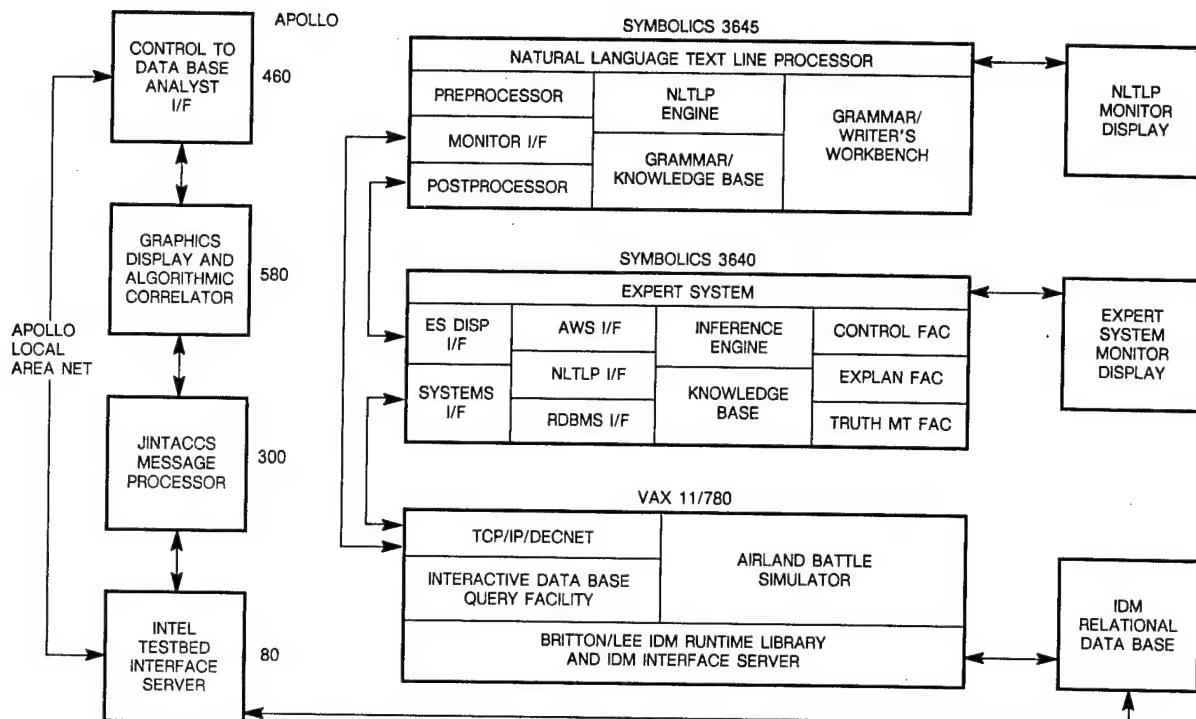 APOLLO
CONTROL TO
DATA BASE
ANALYST
I/F
460
GRAPHICS
DISPLAY AND
ALGORITHMIC
CORRELATOR
580
APOLLO
LOCAL
AREA NET
JINTACCS
MESSAGE
PROCESSOR
300
INTEL
TESTBED
INTERFACE
SERVER
80
SYMBOLICS 3645
NATURAL LANGUAGE TEXT LINE PROCESSOR
PREPROCESSOR
MONITOR I/F
POSTPROCESSOR
NLTLP
ENGINE
GRAMMAR/
KNOWLEDGE BASE
GRAMMAR/
WRITER'S
WORKBENCH
NLTLP
MONITOR
DISPLAY
SYMBOLICS 3640
EXPERT SYSTEM
ES DISP
I/F
SYSTEMS
I/F
AWS I/F
NLTLP I/F
RDBMS I/F
INFERENCE
ENGINE
KNOWLEDGE
BASE
CONTROL FAC
EXPLAN FAC
TRUTH MT FAC
EXPERT
SYSTEM
MONITOR
DISPLAY
VAX 11/780
TCP/IP/DECNET
INTERACTIVE DATA BASE
QUERY FACILITY
AIRLAND BATTLE
SIMULATOR
BRITTON/LEE IDM RUNTIME LIBRARY
AND IDM INTERFACE SERVER
IDM
RELATIONAL
DATA BASE